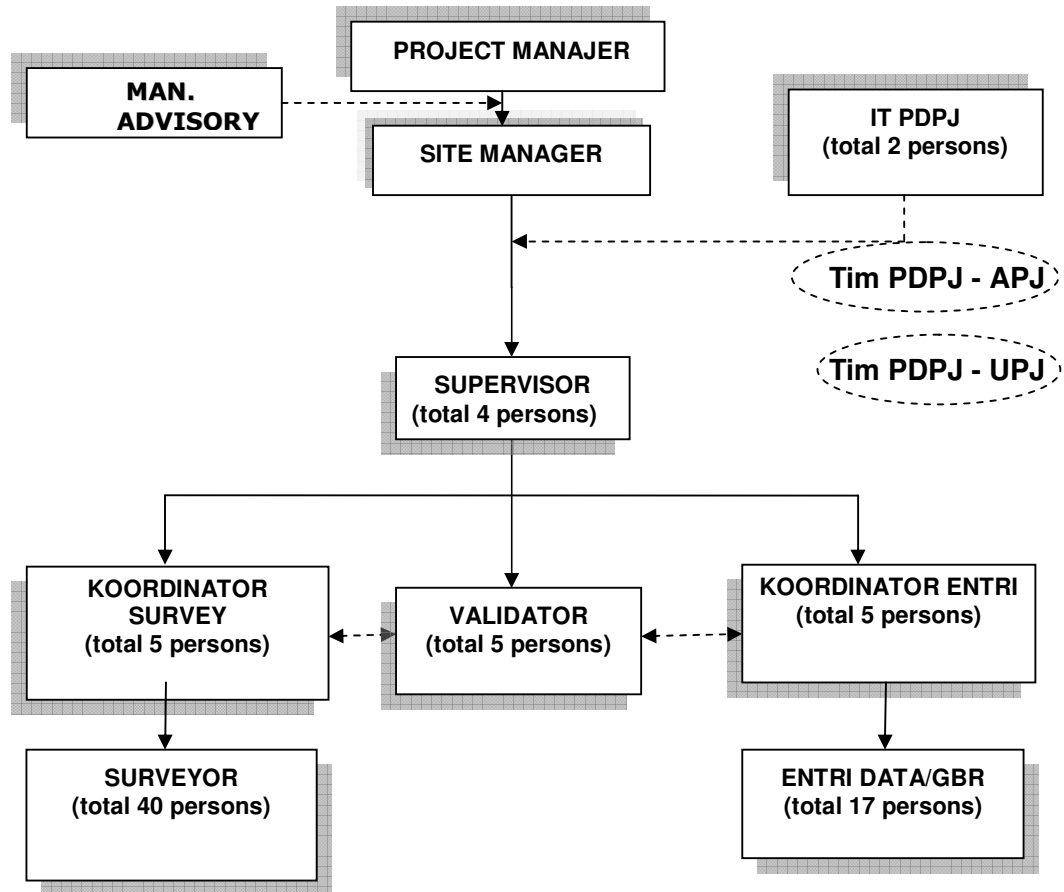 PROJECT MANAJER
MAN.
ADVISORY
SITE MANAGER
IT PDPJ
(total 2 persons)
Tim PDPJ - APJ
Tim PDPJ - UPJ
SUPERVISOR
(total 4 persons)
KOORDINATOR
SURVEY
(total 5 persons)
VALIDATOR
(total 5 persons)
KOORDINATOR ENTRI
(total 5 persons)
SURVEYOR
(total 40 persons)
ENTRI DATA/GBR
(total 17 persons)